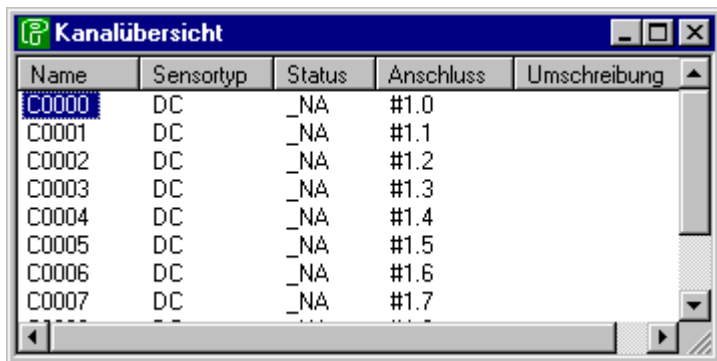 Kanalübersicht
Name Sensortyp Status Anschluss Umschreibung
C0000 DC _NA #1.0
C0001 DC _NA #1.1
C0002 DC _NA #1.2
C0003 DC _NA #1.3
C0004 DC _NA #1.4
C0005 DC _NA #1.5
C0006 DC _NA #1.6
C0007 DC _NA #1.7